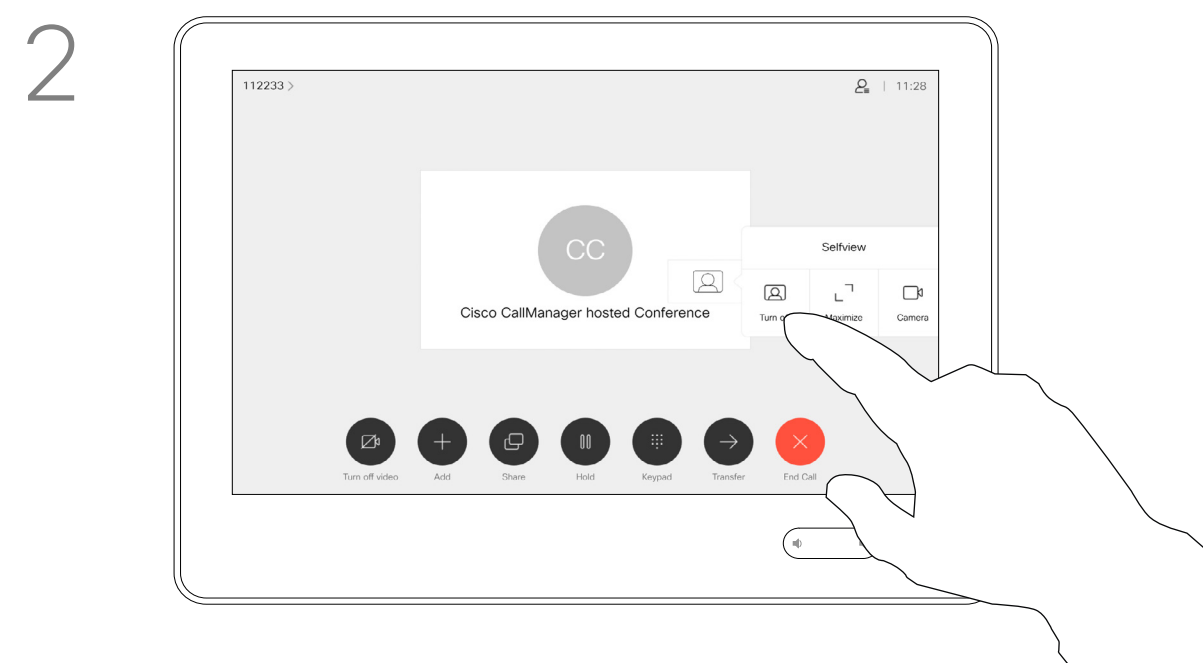 2
112233 >
11:28
CC
Cisco CallManager hosted Conference
Selfview
Turn
Maximize
Camera
Turn off video
Add
Share
Hold
Keypad
Transfer
End Call